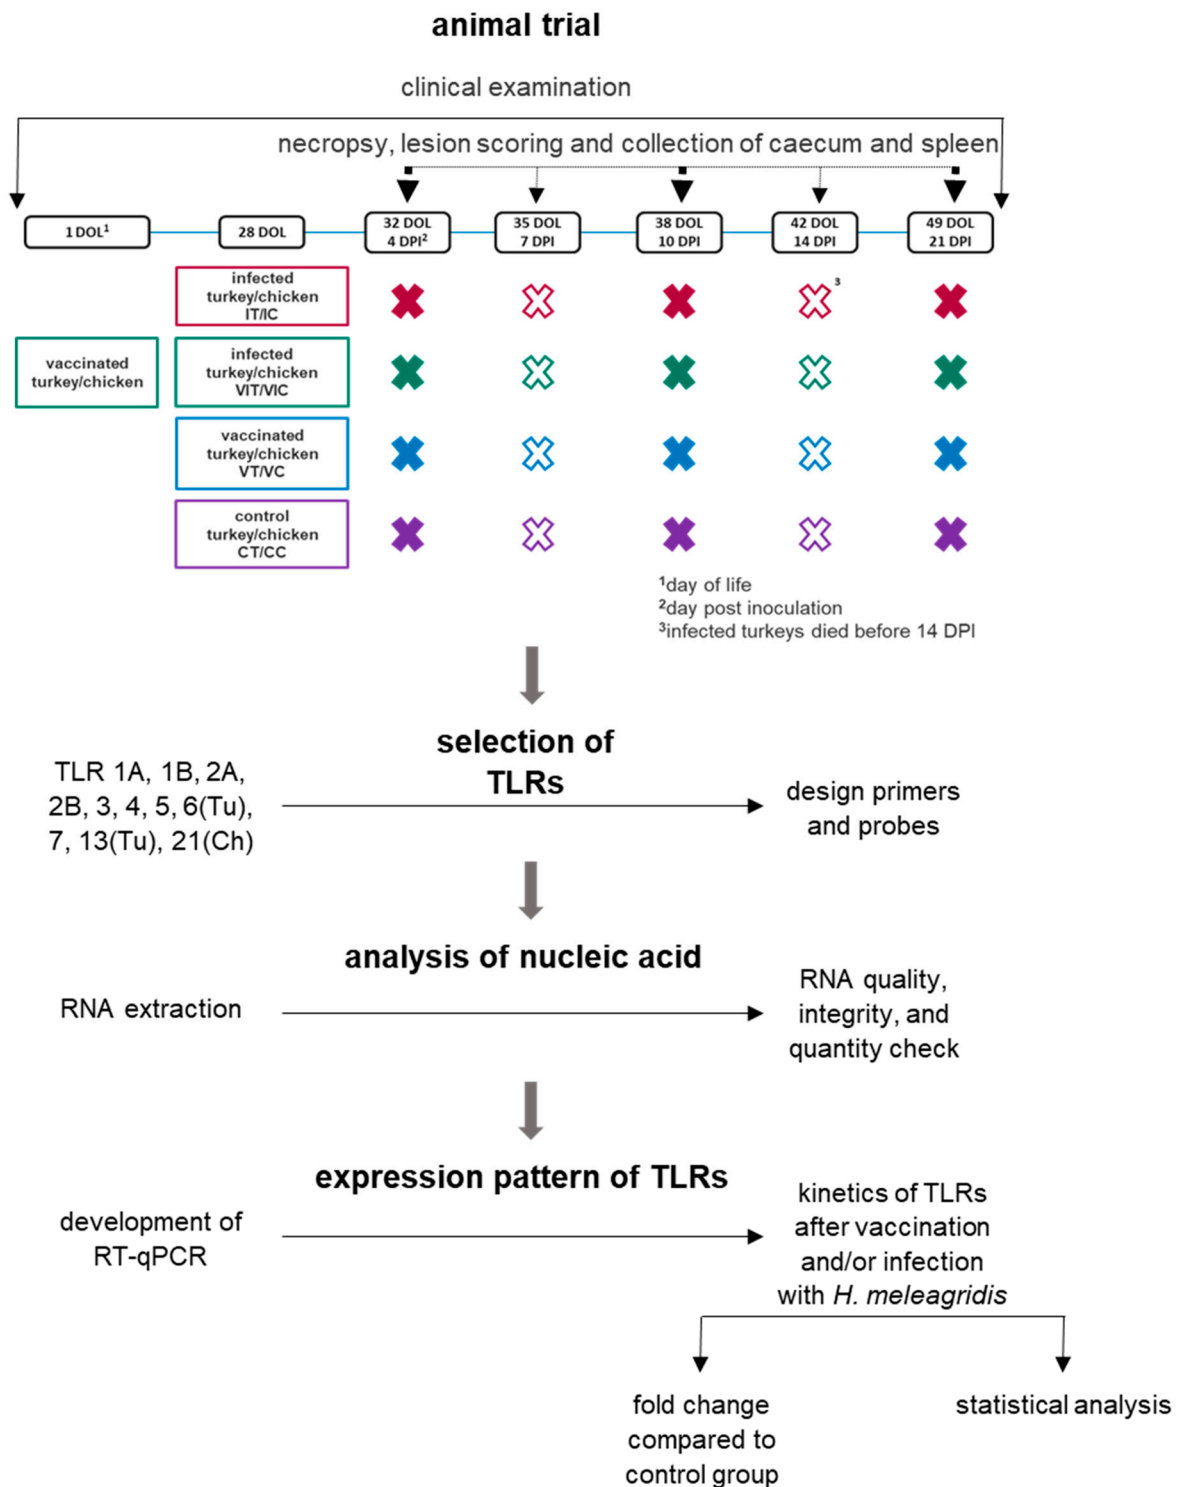 animal trial
clinical examination
necropsy, lesion scoring and collection of caecum and spleen
1 DOL¹
28 DOL
32 DOL
4 DPI²
35 DOL
7 DPI
38 DOL
10 DPI
42 DOL
14 DPI
49 DOL
21 DPI
infected
turkey/chicken
IT/IC
3
vaccinated
turkey/chicken
infected
turkey/chicken
VIT/VIC
vaccinated
turkey/chicken
VT/VC
control
turkey/chicken
CT/CC
¹day of life
²day post inoculation
³infected turkeys died before 14 DPI
selection of
TLRs
TLR 1A, 1B, 2A,
2B, 3, 4, 5, 6(Tu),
7, 13(Tu), 21(Ch)
design primers
and probes
analysis of nucleic acid
RNA extraction
RNA quality,
integrity, and
quantity check
expression pattern of TLRs
development of
RT-qPCR
kinetics of TLRs
after vaccination
and/or infection
with H. meleagridis
fold change
compared to
control group
statistical analysis